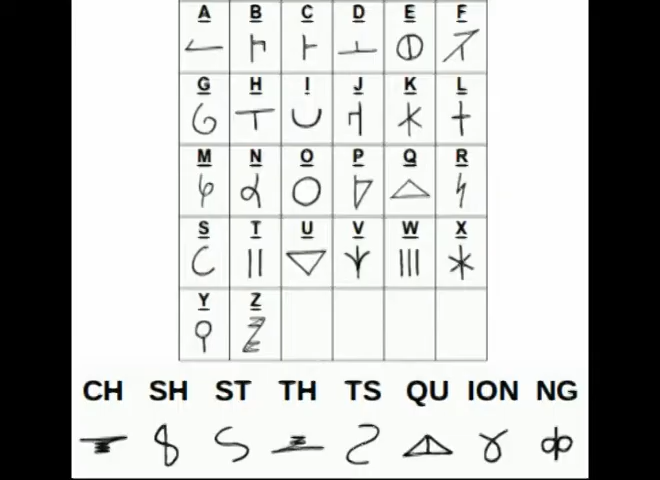 A B C D E F
G H I J K L
M N O P Q R
S T U V W X
Y Z
CH SH ST TH TS QU ION NG